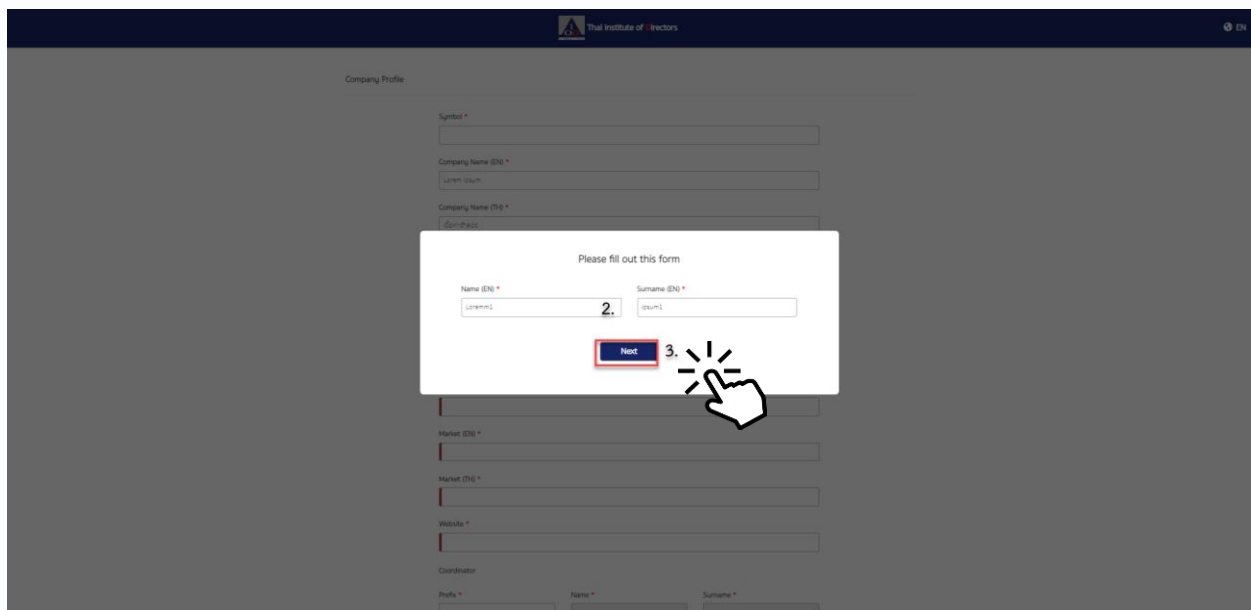 Thai Institute of Directors
EN
Company Profile
Symbol *
Company Name (EN) *
Lorem Ipsum
Company Name (TH) *
Please fill out this form
Name (EN) * Surname (EN) *
Loremm1 2. Ipsum1
Next 3.
Market (EN) *
Market (TH) *
Website *
Coordinator
Prefix * Name * Surname *